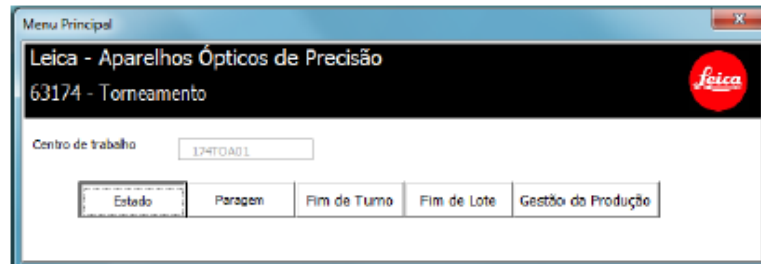 Menu Principal
Leica - Aparelhos Ópticos de Precisão
Leica
63174 - Torneamento
Centro de trabalho 174TOA01
Estado Paragem Fim de Turno Fim de Lote Gestão da Produção